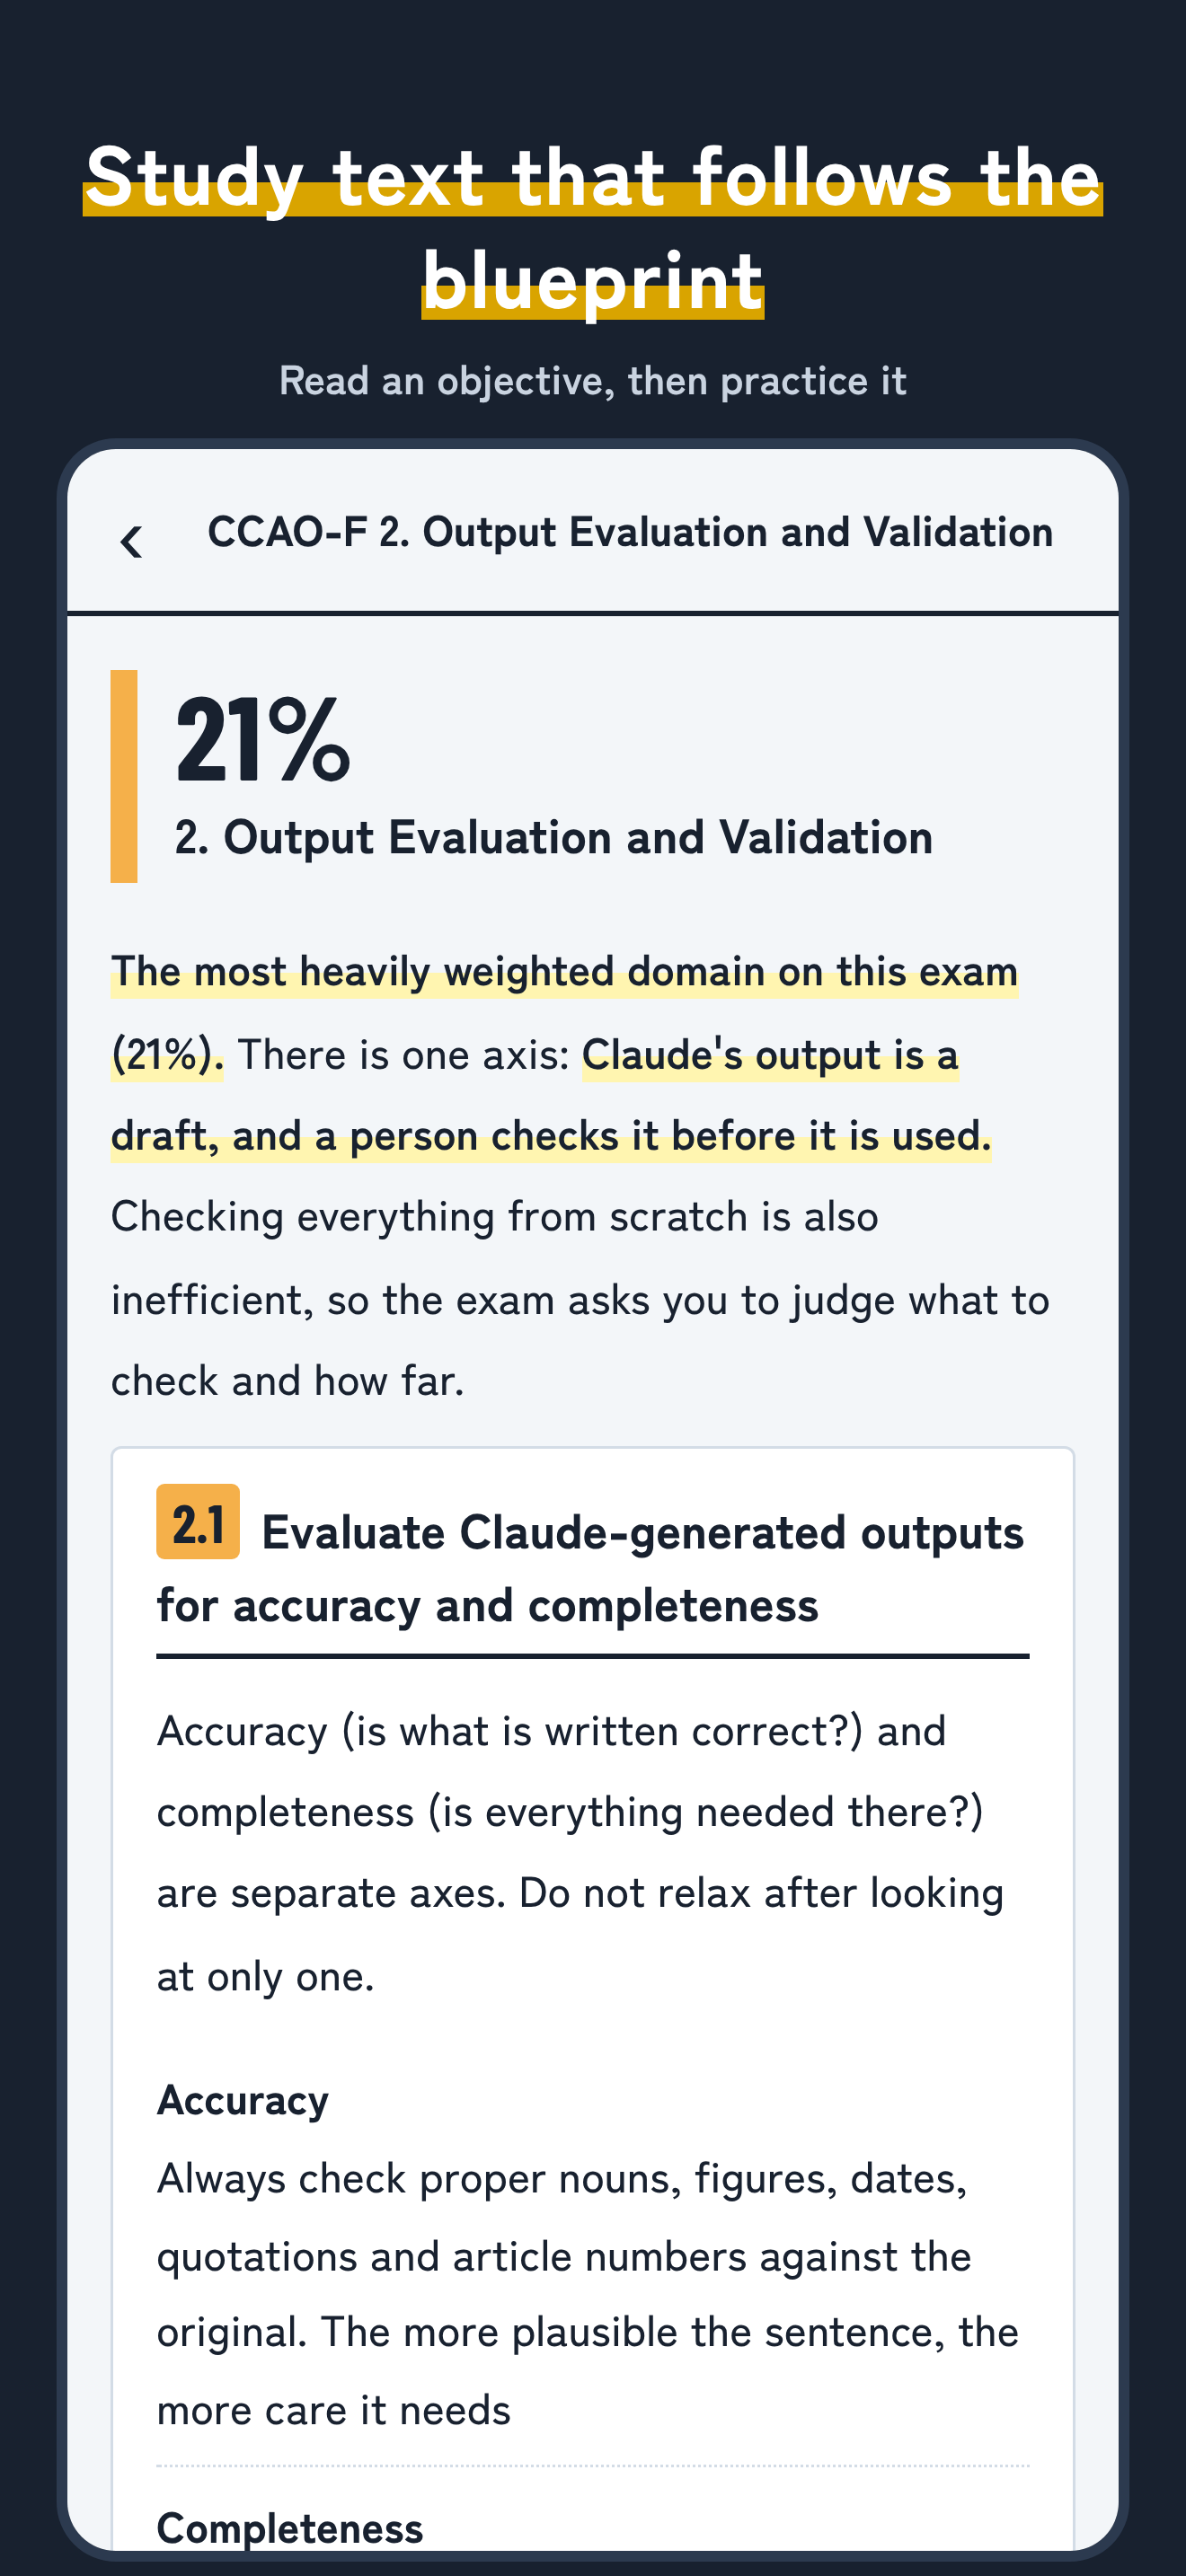 Study text that follows the
blueprint
Read an objective, then practice it
‹ CCAO-F 2. Output Evaluation and Validation
21%
2. Output Evaluation and Validation
The most heavily weighted domain on this exam
(21%). There is one axis: Claude's output is a
draft, and a person checks it before it is used.
Checking everything from scratch is also
inefficient, so the exam asks you to judge what to
check and how far.
2.1 Evaluate Claude-generated outputs
for accuracy and completeness
Accuracy (is what is written correct?) and
completeness (is everything needed there?)
are separate axes. Do not relax after looking
at only one.
Accuracy
Always check proper nouns, figures, dates,
quotations and article numbers against the
original. The more plausible the sentence, the
more care it needs
Completeness